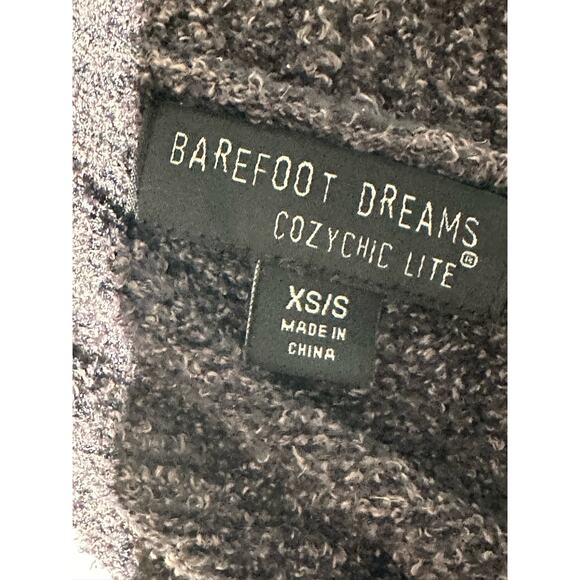 BAREFOOT DREAMS
COZYCHIC LITE®
XS/S
MADE IN
CHINA